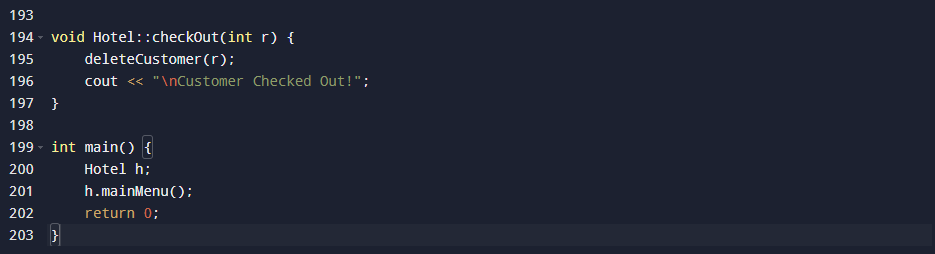 193
194 void Hotel::checkOut(int r) {
195     deleteCustomer(r);
196     cout << "\nCustomer Checked Out!";
197 }
198
199 int main() {
200     Hotel h;
201     h.mainMenu();
202     return 0;
203 }